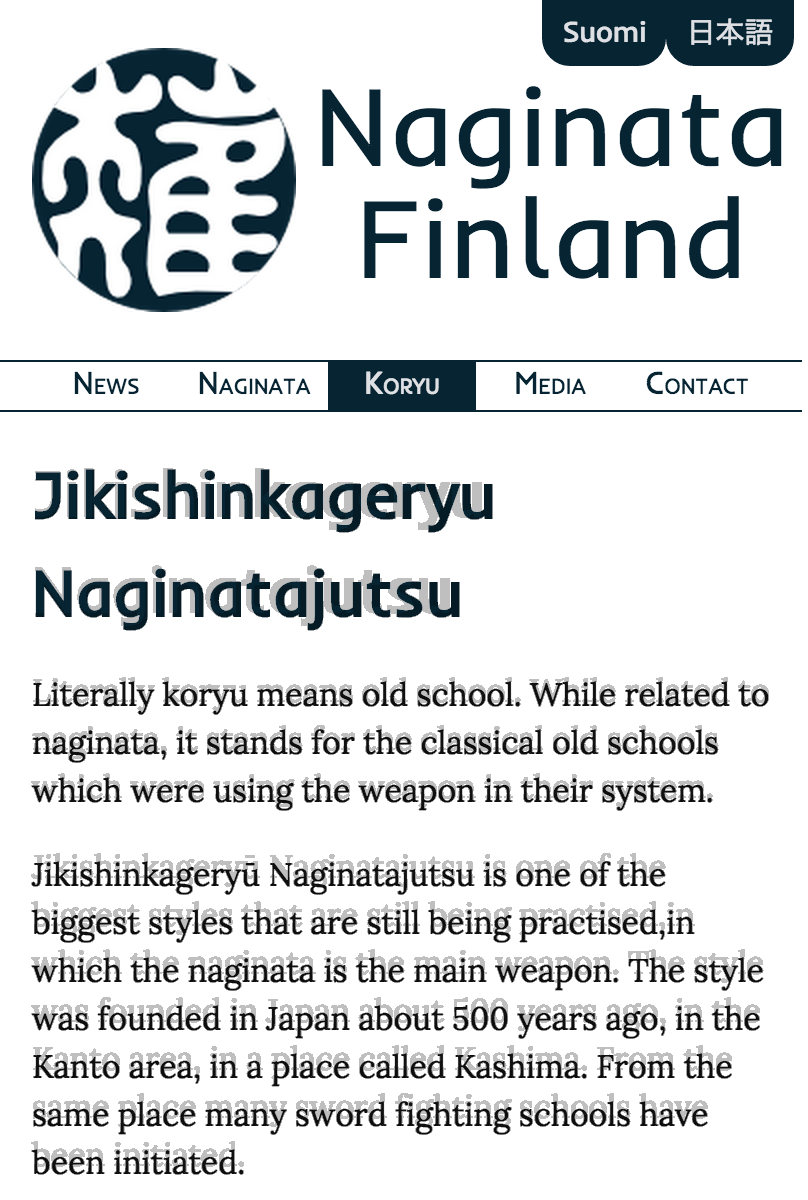 Suomi 日本語
Naginata
Finland
News Naginata Koryu Media Contact
Jikishinkageryu
Naginatajutsu
Literally koryu means old school. While related to
naginata, it stands for the classical old schools
which were using the weapon in their system.
Jikishinkageryū Naginatajutsu is one of the
biggest styles that are still being practised,in
which the naginata is the main weapon. The style
was founded in Japan about 500 years ago, in the
Kanto area, in a place called Kashima. From the
same place many sword fighting schools have
been initiated.